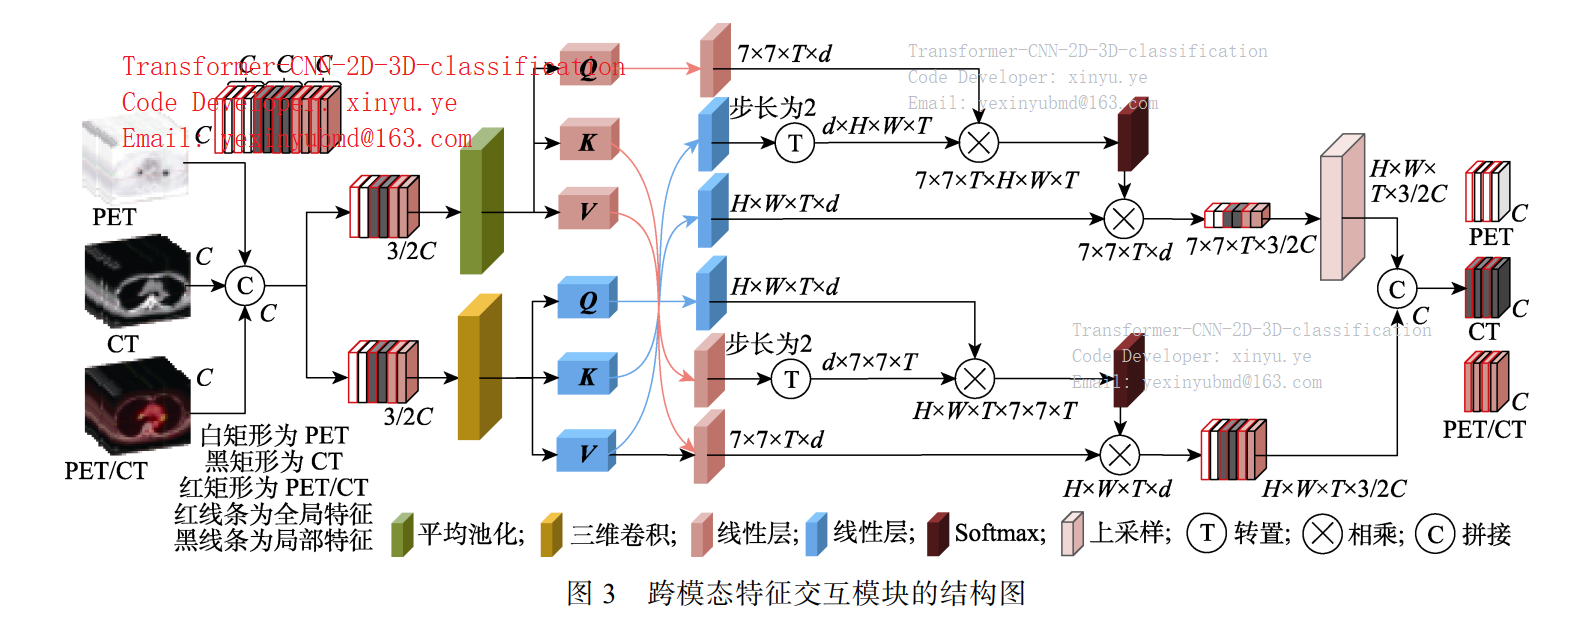 Transformer-CNN-2D-3D-classification
Code Developer: xinyu.ye
Email: yexinyubmd@163.com
C C C
C
PET
C
CT
C
PET/CT
C
C
白矩形为 PET
黑矩形为 CT
红矩形为 PET/CT
红线条为全局特征
黑线条为局部特征
3/2C
3/2C
Q
K
V
Q
K
V
7×7×T×d
步长为2
T
d×H×W×T
7×7×T×H×W×T
H×W×T×d
7×7×T×d
7×7×T×3/2C
H×W×
T×3/2C
H×W×T×d
步长为2
T
d×7×7×T
H×W×T×7×7×T
7×7×T×d
H×W×T×d
H×W×T×3/2C
Transformer-CNN-2D-3D-classification
Code Developer: xinyu.ye
Email: yexinyubmd@163.com
Transformer-CNN-2D-3D-classification
Code Developer: xinyu.ye
Email: yexinyubmd@163.com
C
C
C
PET
C
CT
C
PET/CT
平均池化; 三维卷积; 线性层; 线性层; Softmax; 上采样; T 转置; 相乘; C 拼接
图 3 跨模态特征交互模块的结构图